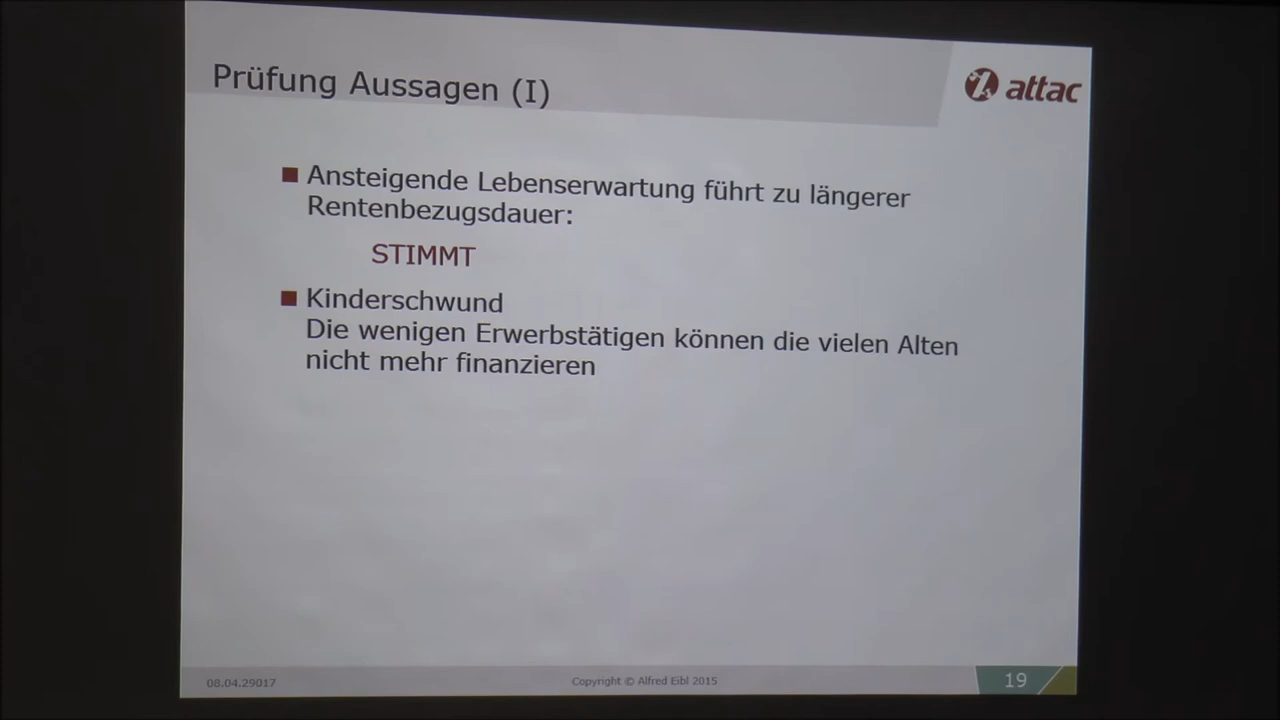 Prüfung Aussagen (I)
attac
Ansteigende Lebenserwartung führt zu längerer
Rentenbezugsdauer:
STIMMT
Kinderschwund
Die wenigen Erwerbstätigen können die vielen Alten
nicht mehr finanzieren
08.04.29017
Copyright © Alfred Eibl 2015
19